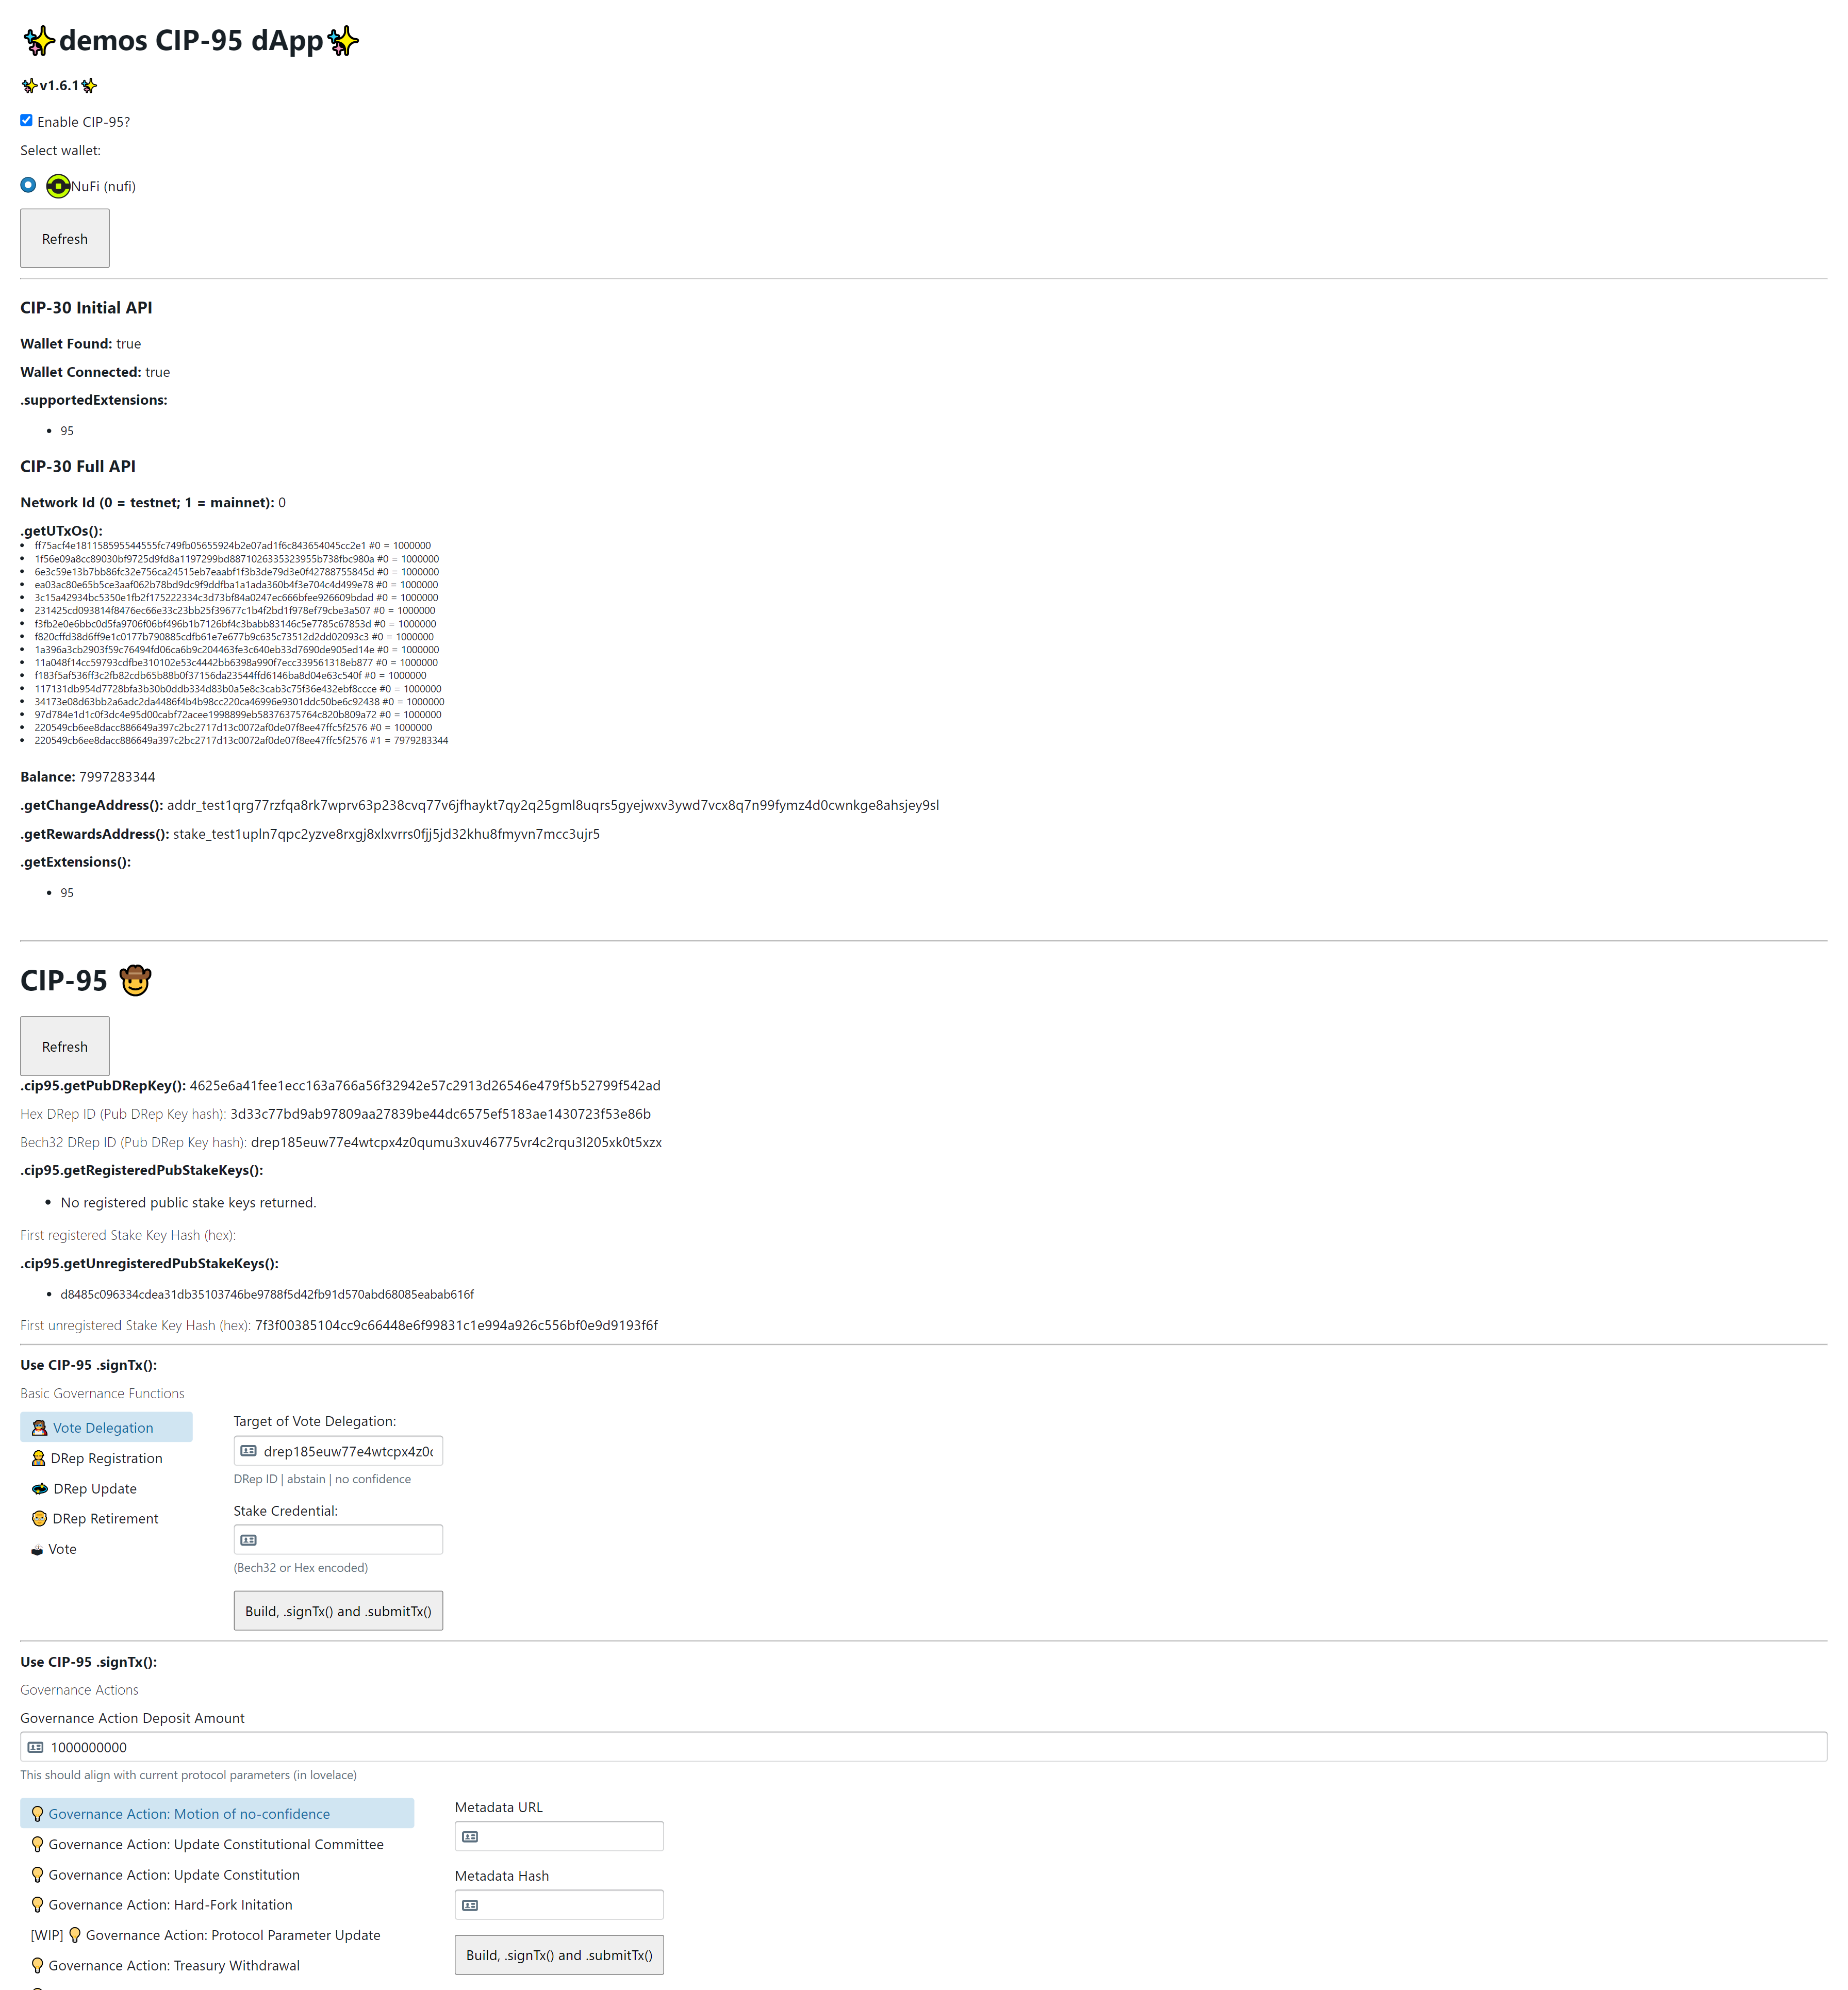 ✨demos CIP-95 dApp✨
✨v1.6.1✨
Enable CIP-95?
Select wallet:
NuFi (nufi)
Refresh
CIP-30 Initial API
Wallet Found: true
Wallet Connected: true
.supportedExtensions:
• 95
CIP-30 Full API
Network Id (0 = testnet; 1 = mainnet): 0
.getUTxOs():
• ff75acf4e181158595544555fc749fb05655924b2e07ad1f6c843654045cc2e1 #0 = 1000000
• 1f56e09a8cc89030bf9725d9fd8a1197299bd8871026335323955b738fbc980a #0 = 1000000
• 6e3c59e13b7bb86fc32e756ca24515eb7eaabf1f3b3de79d3e0f42788755845d #0 = 1000000
• ea03ac80e65b5ce3aaf062b78bd9dc9f9ddfba1a1ada360b4f3e704c4d499e78 #0 = 1000000
• 3c15a42934bc5350e1fb2f175222334c3d73bf84a0247ec666bfee926609bdad #0 = 1000000
• 231425cd093814f8476ec66e33c23bb25f39677c1b4f2bd1f978ef79cbe3a507 #0 = 1000000
• f3fb2e0e6bbc0d5fa9706f06bf496b1b7126bf4c3babb83146c5e7785c67853d #0 = 1000000
• f820cffd38d6ff9e1c0177b790885cdfb61e7e677b9c635c73512d2dd02093c3 #0 = 1000000
• 1a396a3cb2903f59c76494fd06ca6b9c204463fe3c640eb33d7690de905ed14e #0 = 1000000
• 11a048f14cc59793cdfbe310102e53c4442bb6398a990f7ecc339561318eb877 #0 = 1000000
• f183f5af536ff3c2fb82cdb65b88b0f37156da23544ffd6146ba8d04e63c540f #0 = 1000000
• 117131db954d7728bfa3b30b0ddb334d83b0a5e8c3cab3c75f36e432ebf8ccce #0 = 1000000
• 34173e08d63bb2a6adc2da4486f4b4b98cc220ca46996e9301ddc50be6c92438 #0 = 1000000
• 97d784e1d1c0f3dc4e95d00cabf72acee1998899eb58376375764c820b809a72 #0 = 1000000
• 220549cb6ee8dacc886649a397c2bc2717d13c0072af0de07f8ee47ffc5f2576 #0 = 1000000
• 220549cb6ee8dacc886649a397c2bc2717d13c0072af0de07f8ee47ffc5f2576 #1 = 7979283344
Balance: 7997283344
.getChangeAddress(): addr_test1qrg77rzfqa8rk7wprv63p238cvq77v6jfhaykt7qy2q25gml8uqrs5gyejwxv3ywd7vcx8q7n99fymz4d0cwnkge8ahsjey9sl
.getRewardsAddress(): stake_test1upln7qpc2yzve8rxgj8xlxvrrs0fjj5jd32khu8fmyvn7mcc3ujr5
.getExtensions():
• 95
CIP-95 🤠
Refresh
.cip95.getPubDRepKey(): 4625e6a41fee1ecc163a766a56f32942e57c2913d26546e479f5b52799f542ad
Hex DRep ID (Pub DRep Key hash): 3d33c77bd9ab97809aa27839be44dc6575ef5183ae1430723f53e86b
Bech32 DRep ID (Pub DRep Key hash): drep185euw77e4wtcpx4z0qumu3xuv46775vr4c2rqu3l205xk0t5xzx
.cip95.getRegisteredPubStakeKeys():
• No registered public stake keys returned.
First registered Stake Key Hash (hex):
.cip95.getUnregisteredPubStakeKeys():
• d8485c096334cdea31db35103746be9788f5d42fb91d570abd68085eabab616f
First unregistered Stake Key Hash (hex): 7f3f00385104cc9c66448e6f99831c1e994a926c556bf0e9d9193f6f
Use CIP-95 .signTx():
Basic Governance Functions
Vote Delegation
DRep Registration
DRep Update
DRep Retirement
Vote
Target of Vote Delegation:
drep185euw77e4wtcpx4z0
DRep ID | abstain | no confidence
Stake Credential:
(Bech32 or Hex encoded)
Build, .signTx() and .submitTx()
Use CIP-95 .signTx():
Governance Actions
Governance Action Deposit Amount
1000000000
This should align with current protocol parameters (in lovelace)
💡 Governance Action: Motion of no-confidence
💡 Governance Action: Update Constitutional Committee
💡 Governance Action: Update Constitution
💡 Governance Action: Hard-Fork Initation
[WIP] 💡 Governance Action: Protocol Parameter Update
💡 Governance Action: Treasury Withdrawal
Metadata URL
Metadata Hash
Build, .signTx() and .submitTx()